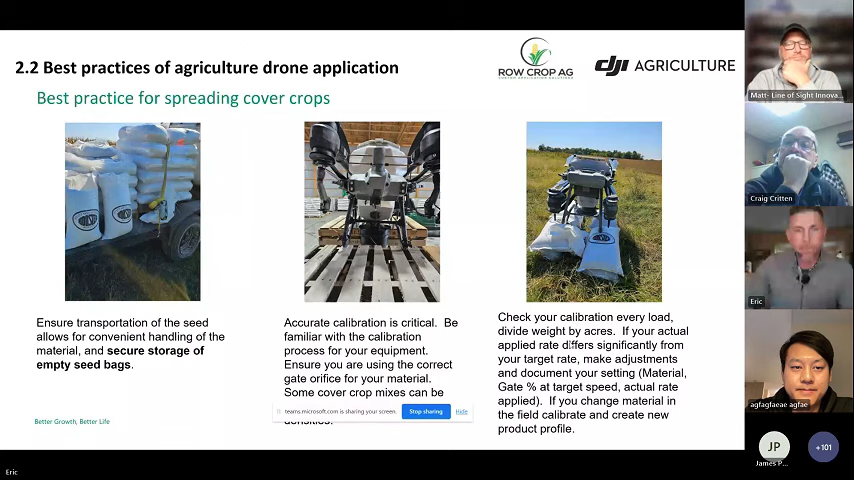 2.2 Best practices of agriculture drone application
ROW CROP AG
CUSTOM APPLICATION SOLUTIONS
dji AGRICULTURE
Best practice for spreading cover crops
Ensure transportation of the seed
allows for convenient handling of the
material, and secure storage of
empty seed bags.
Accurate calibration is critical. Be
familiar with the calibration
process for your equipment.
Ensure you are using the correct
gate orifice for your material.
Some cover crop mixes can be
densities.
teams.microsoft.com is sharing your screen.
Stop sharing
Hide
Check your calibration every load,
divide weight by acres. If your actual
applied rate differs significantly from
your target rate, make adjustments
and document your setting (Material,
Gate % at target speed, actual rate
applied). If you change material in
the field calibrate and create new
product profile.
Better Growth, Better Life
Eric
Matt- Line of Sight Innova...
Craig Critten
Eric
agfagfaeae agfae
JP
James P...
+101